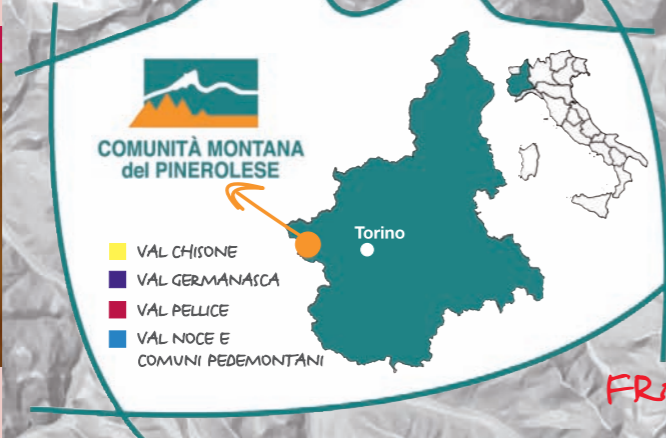 COMUNITÀ MONTANA
del PINEROLESE
Torino
VAL CHISONE
VAL GERMANASCA
VAL PELLICE
VAL NOCE E
COMUNI PEDEMONTANI